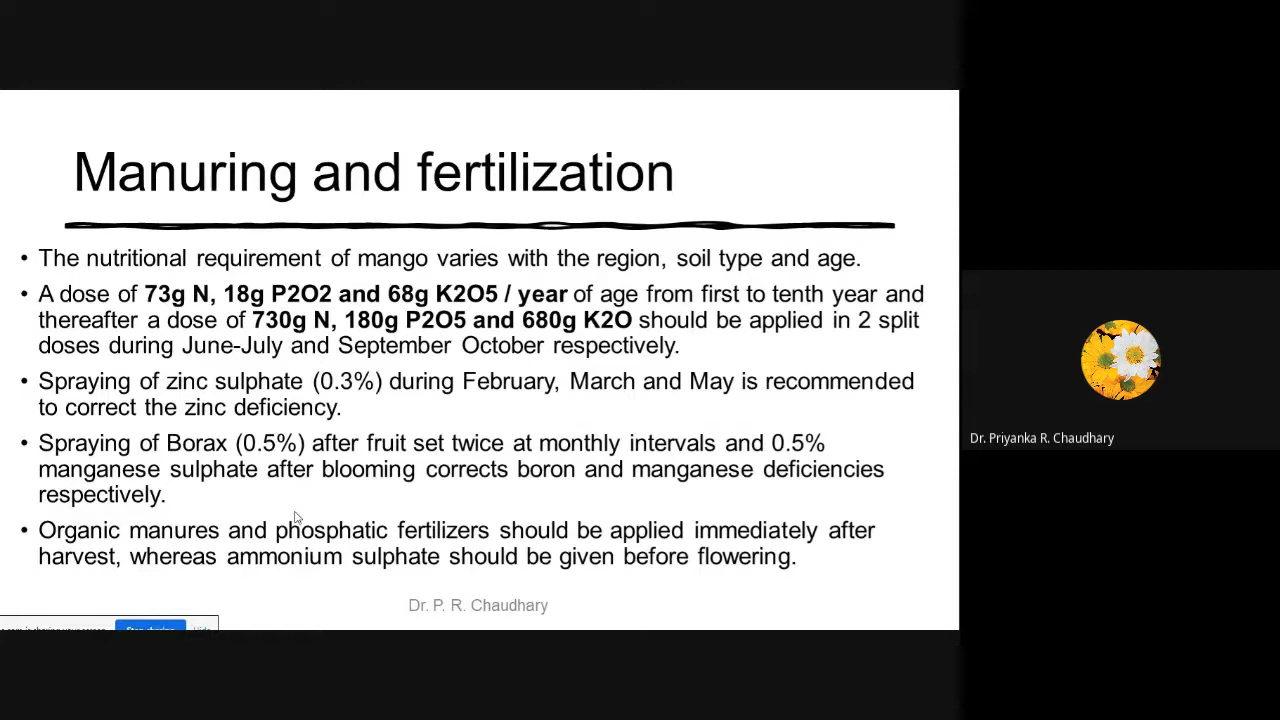 Manuring and fertilization
• The nutritional requirement of mango varies with the region, soil type and age.
• A dose of 73g N, 18g P2O2 and 68g K2O5 / year of age from first to tenth year and
thereafter a dose of 730g N, 180g P2O5 and 680g K2O should be applied in 2 split
doses during June-July and September October respectively.
• Spraying of zinc sulphate (0.3%) during February, March and May is recommended
to correct the zinc deficiency.
• Spraying of Borax (0.5%) after fruit set twice at monthly intervals and 0.5%
manganese sulphate after blooming corrects boron and manganese deficiencies
respectively.
• Organic manures and phosphatic fertilizers should be applied immediately after
harvest, whereas ammonium sulphate should be given before flowering.
Dr. P. R. Chaudhary
Dr. Priyanka R. Chaudhary